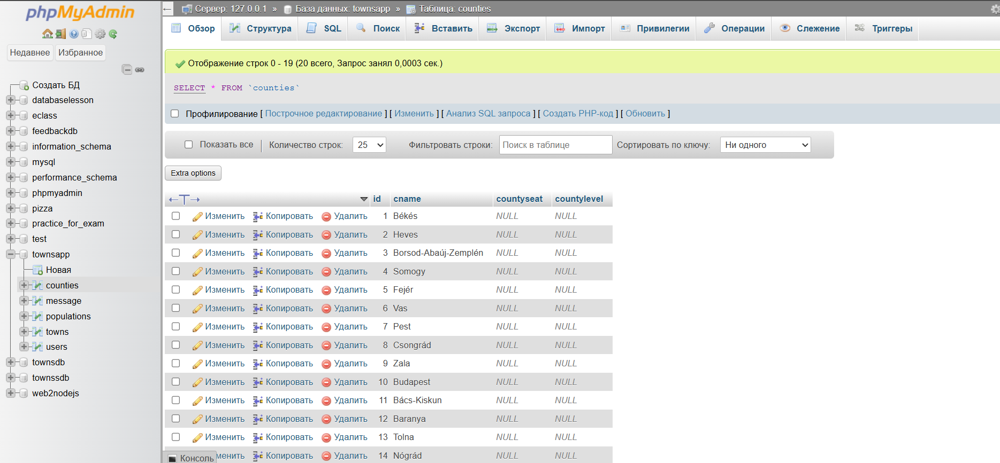 phpMyAdmin
Недавнее Избранное
Создать БД
databaselesson
eclass
feedbackdb
information_schema
mysql
performance_schema
phpmyadmin
pizza
practice_for_exam
test
townsapp
Новая
counties
message
populations
towns
users
townsdb
townssdb
web2nodejs
Сервер: 127.0.0.1 » База данных: townsapp » Таблица: counties
Обзор Структура SQL Поиск Вставить Экспорт Импорт Привилегии Операции Слежение Триггеры
Отображение строк 0 - 19 (20 всего, Запрос занял 0,0003 сек.)
SELECT * FROM `counties`
Профилирование [ Построчное редактирование ] [ Изменить ] [ Анализ SQL запроса ] [ Создать PHP-код ] [ Обновить ]
Показать все | Количество строк: 25 Фильтровать строки: Поиск в таблице Сортировать по ключу: Ни одного
Extra options
←T→ id cname countyseat countylevel
Изменить Копировать Удалить 1 Békés NULL NULL
Изменить Копировать Удалить 2 Heves NULL NULL
Изменить Копировать Удалить 3 Borsod-Abaúj-Zemplén NULL NULL
Изменить Копировать Удалить 4 Somogy NULL NULL
Изменить Копировать Удалить 5 Fejér NULL NULL
Изменить Копировать Удалить 6 Vas NULL NULL
Изменить Копировать Удалить 7 Pest NULL NULL
Изменить Копировать Удалить 8 Csongrád NULL NULL
Изменить Копировать Удалить 9 Zala NULL NULL
Изменить Копировать Удалить 10 Budapest NULL NULL
Изменить Копировать Удалить 11 Bács-Kiskun NULL NULL
Изменить Копировать Удалить 12 Baranya NULL NULL
Изменить Копировать Удалить 13 Tolna NULL NULL
менить Копировать Удалить 14 Nógrád NULL NULL
Консоль